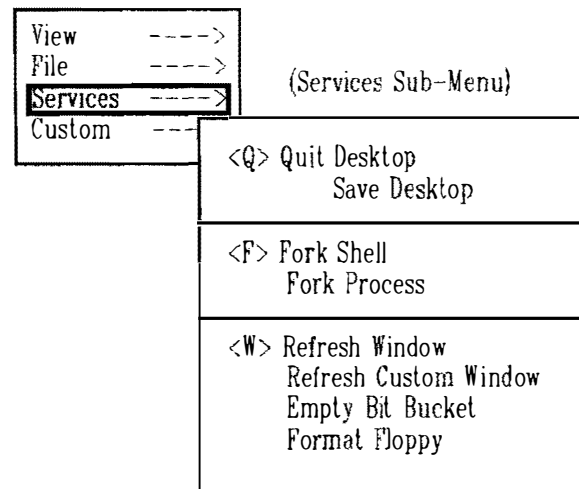 View ---->
File ---->
Services ---->
Custom ---
(Services Sub-Menu)
<Q> Quit Desktop
Save Desktop
<F> Fork Shell
Fork Process
<W> Refresh Window
Refresh Custom Window
Empty Bit Bucket
Format Floppy